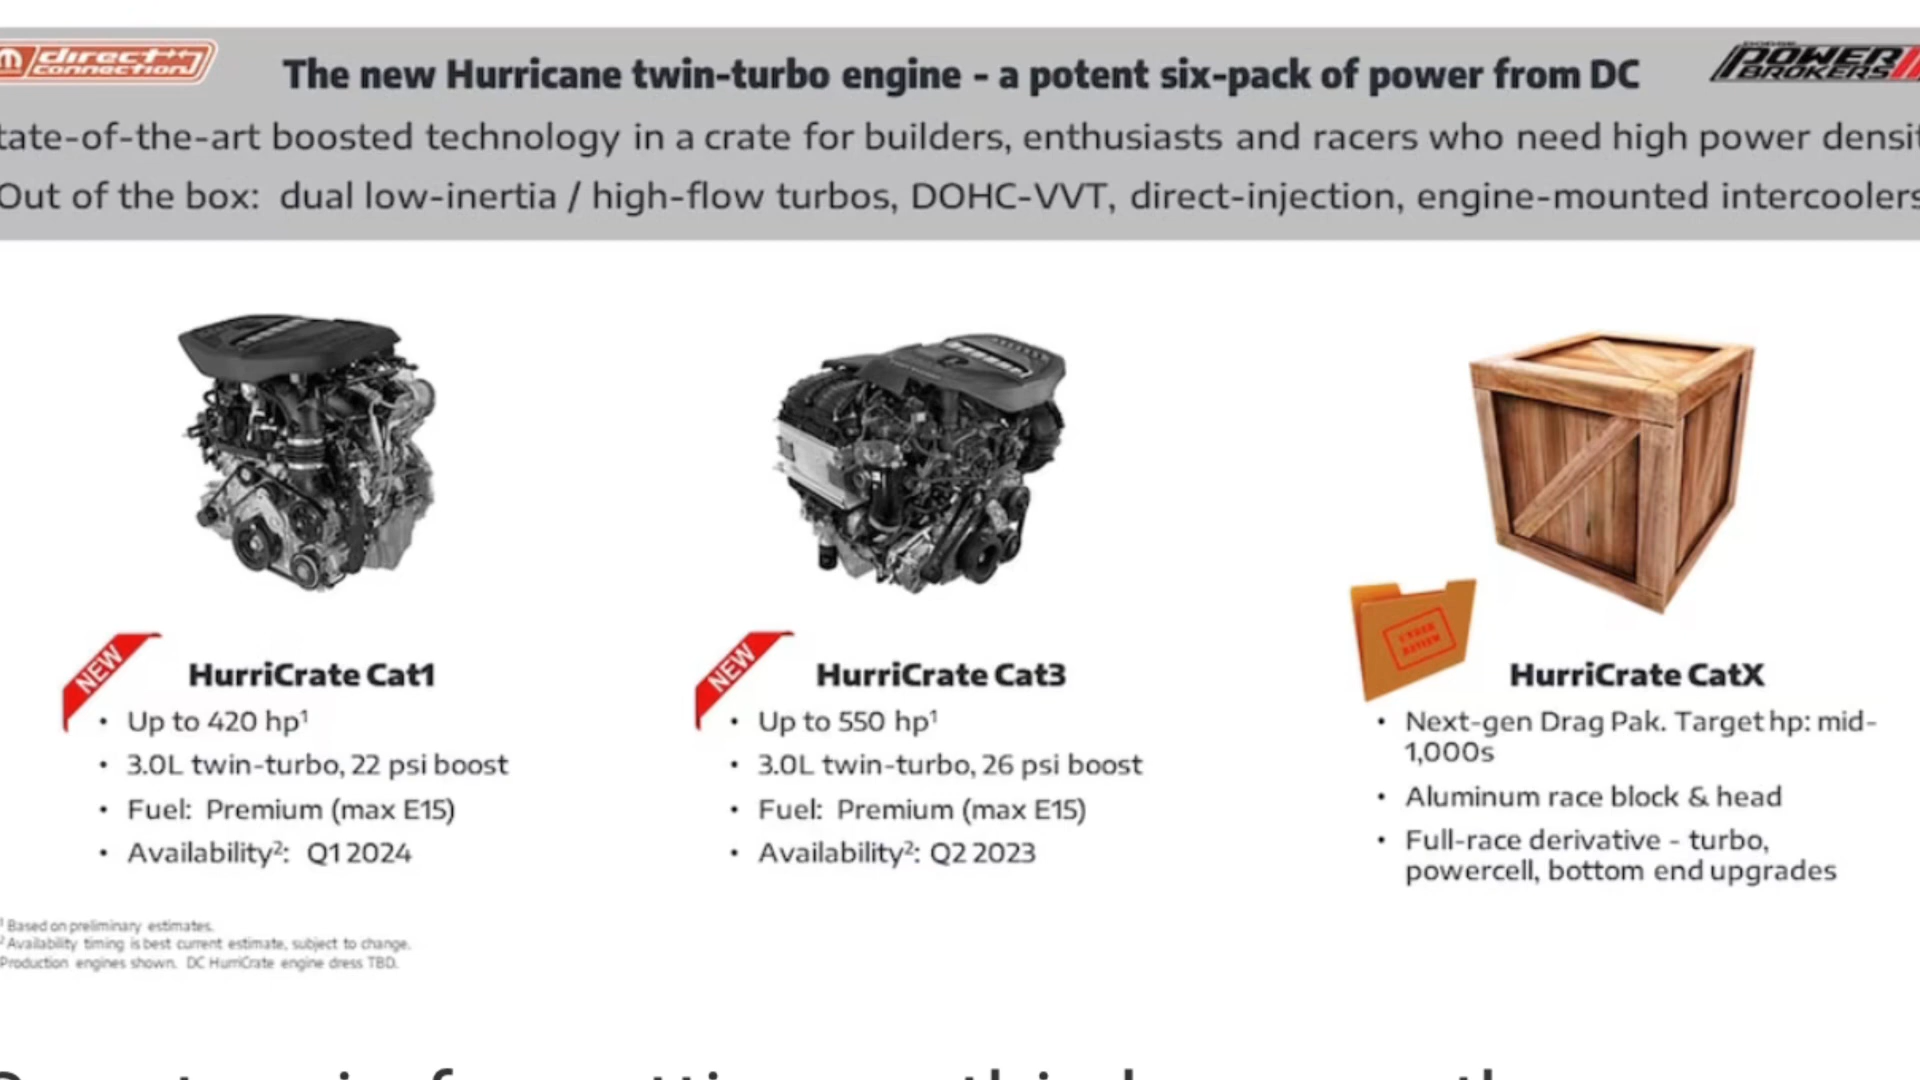 direct connection
The new Hurricane twin-turbo engine - a potent six-pack of power from DC
DODGE
POWER
BROKERS
tate-of-the-art boosted technology in a crate for builders, enthusiasts and racers who need high power densit
Out of the box: dual low-inertia / high-flow turbos, DOHC-VVT, direct-injection, engine-mounted intercoolers
NEW
HurriCrate Cat1
• Up to 420 hp¹
• 3.0L twin-turbo, 22 psi boost
• Fuel: Premium (max E15)
• Availability²: Q1 2024
NEW
HurriCrate Cat3
• Up to 550 hp¹
• 3.0L twin-turbo, 26 psi boost
• Fuel: Premium (max E15)
• Availability²: Q2 2023
UNDER
REVIEW
HurriCrate CatX
• Next-gen Drag Pak. Target hp: mid-
1,000s
• Aluminum race block & head
• Full-race derivative - turbo,
powercell, bottom end upgrades
¹ Based on preliminary estimates.
² Availability timing is best current estimate, subject to change.
Production engines shown. DC HurriCrate engine dress TBD.